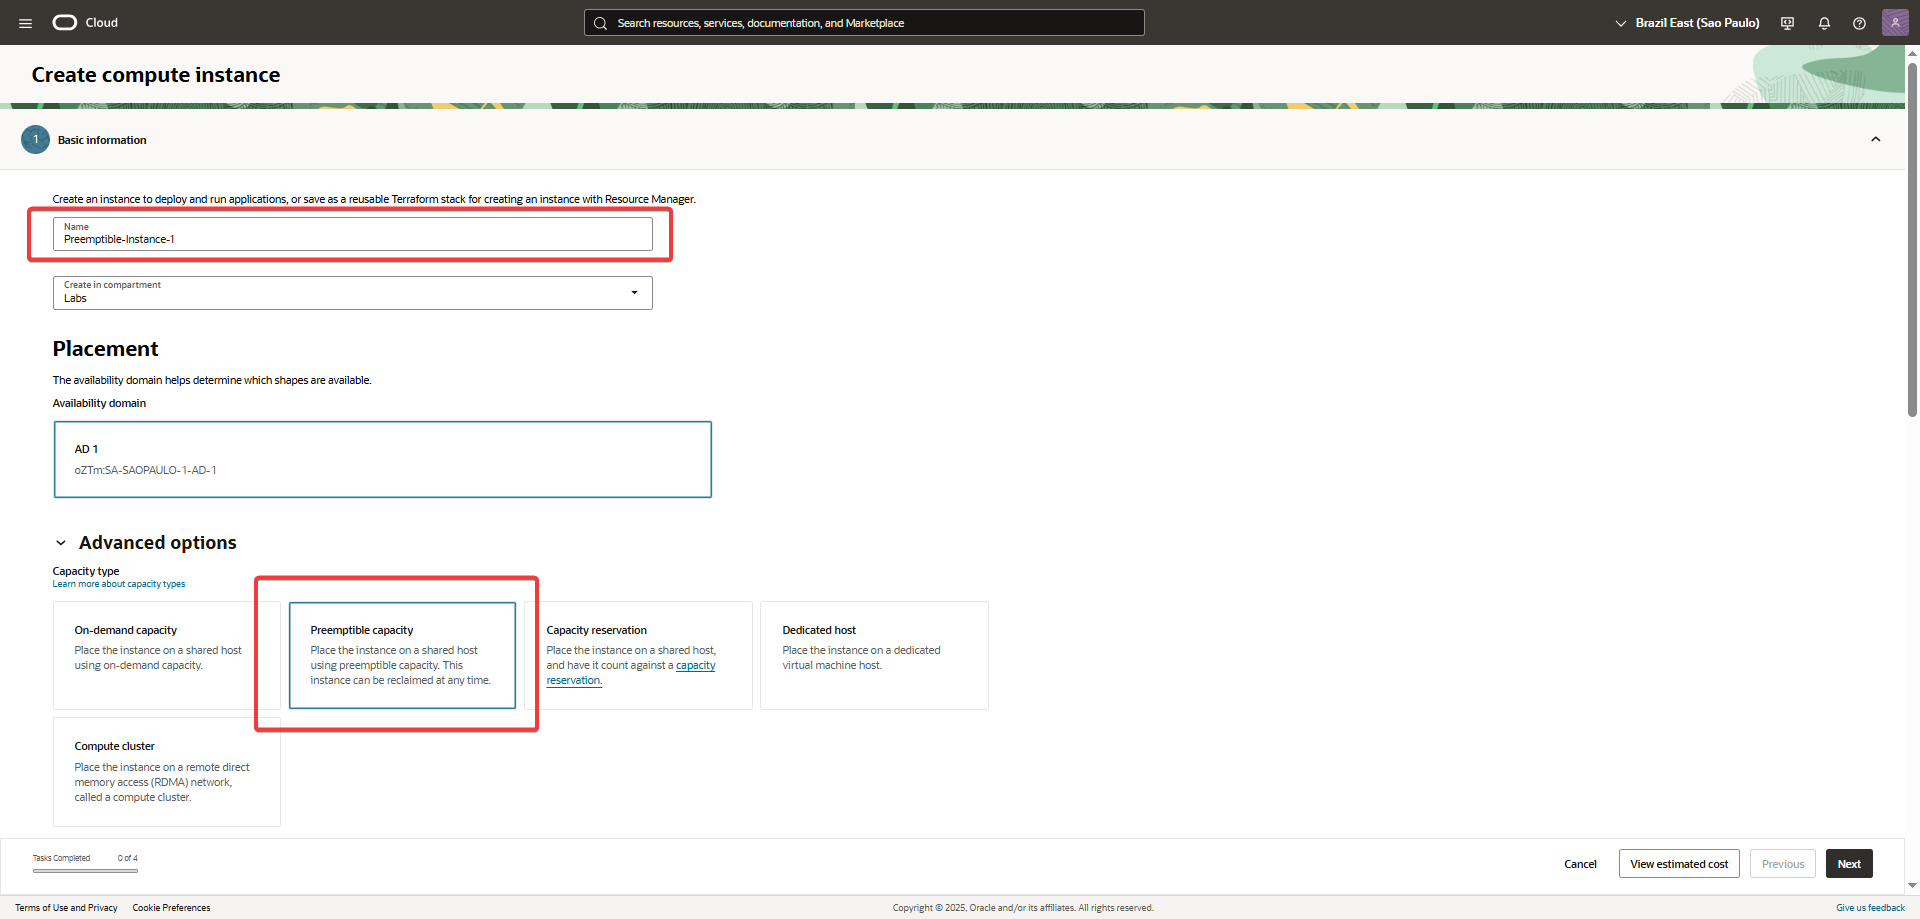 Cloud
Search resources, services, documentation, and Marketplace
Brazil East (Sao Paulo)
Create compute instance
1
Basic information
Create an instance to deploy and run applications, or save as a reusable Terraform stack for creating an instance with Resource Manager.
Name
Preemptible-Instance-1
Create in compartment
Labs
Placement
The availability domain helps determine which shapes are available.
Availability domain
AD 1
oZTm:SA-SAOPAULO-1-AD-1
Advanced options
Capacity type
Learn more about capacity types
On-demand capacity
Place the instance on a shared host
using on-demand capacity.
Preemptible capacity
Place the instance on a shared host
using preemptible capacity. This
instance can be reclaimed at any time.
Capacity reservation
Place the instance on a shared host,
and have it count against a capacity
reservation.
Dedicated host
Place the instance on a dedicated
virtual machine host.
Compute cluster
Place the instance on a remote direct
memory access (RDMA) network,
called a compute cluster.
Tasks Completed 0 of 4
Cancel
View estimated cost
Previous
Next
Terms of Use and Privacy
Cookie Preferences
Copyright © 2025, Oracle and/or its affiliates. All rights reserved.
Give us feedback